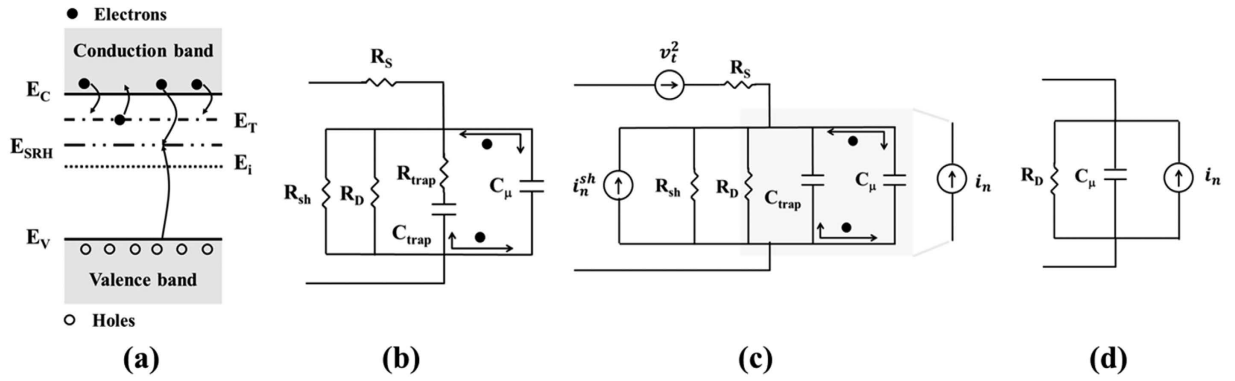 ● Electrons
Conduction band
E_C
E_T
E_SRH
E_i
E_V
Valence band
○ Holes
(a)
R_S
R_sh
R_D
R_trap
C_trap
C_μ
(b)
v_t^2
R_S
i_n^sh
R_sh
R_D
C_trap
C_μ
i_n
(c)
R_D
C_μ
i_n
(d)